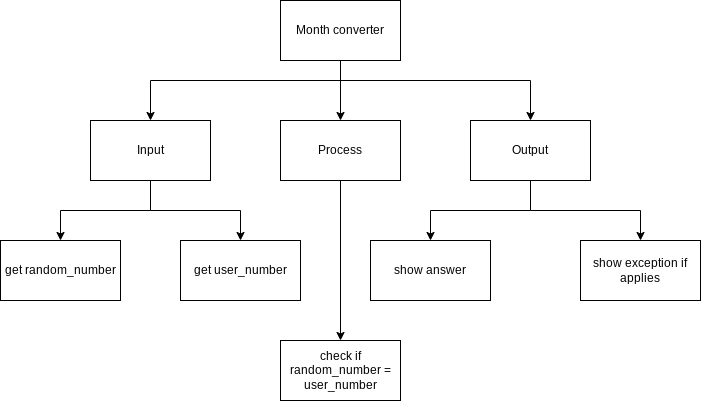 Month converter
Input
Process
Output
get random_number
get user_number
show answer
show exception if
applies
check if
random_number =
user_number